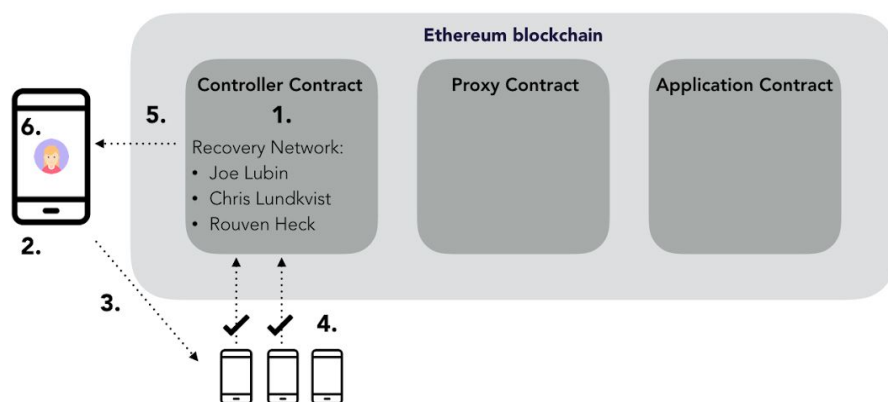 Ethereum blockchain
Controller Contract
1.
Recovery Network:
• Joe Lubin
• Chris Lundkvist
• Rouven Heck
Proxy Contract
Application Contract
5.
6.
2.
3.
4.